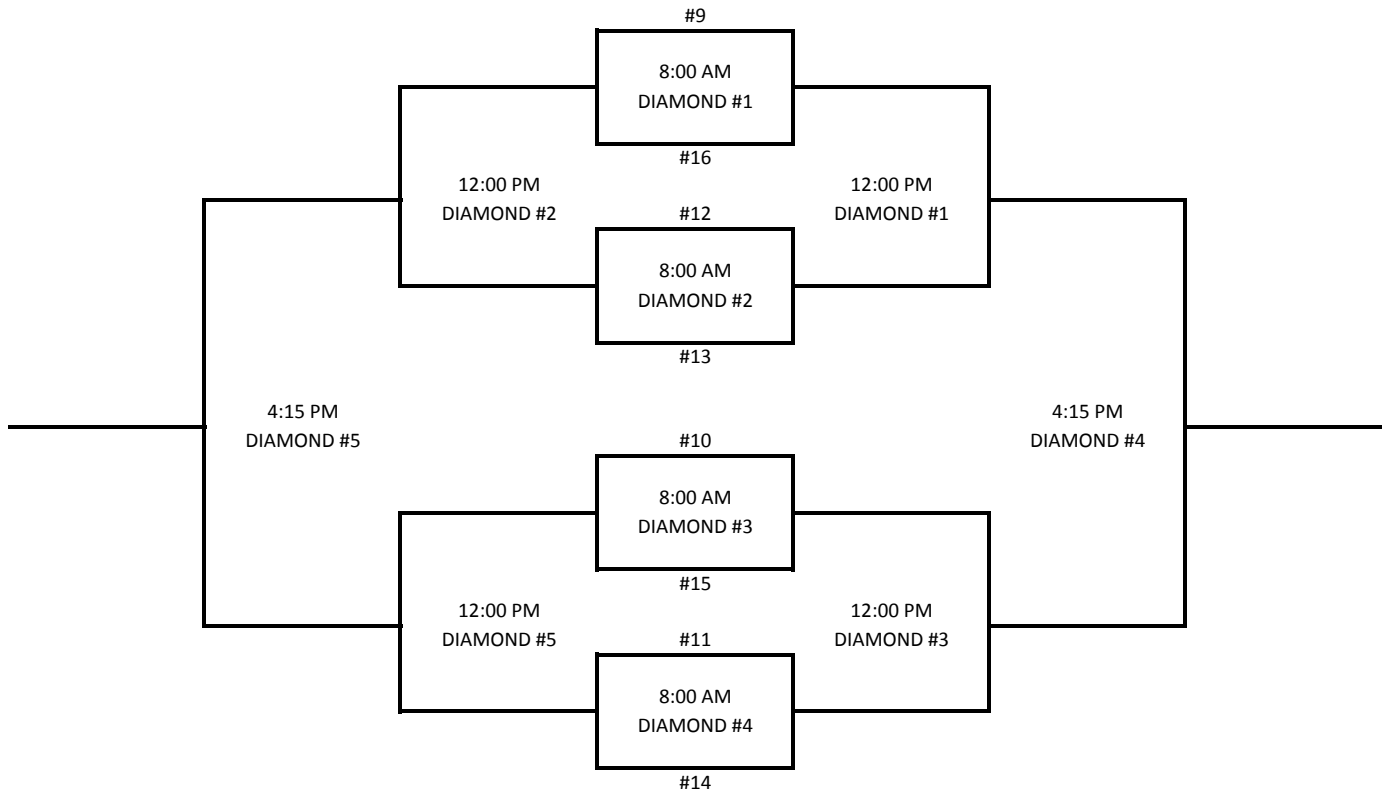 #9
8:00 AM
DIAMOND #1
#16
12:00 PM
DIAMOND #2
12:00 PM
DIAMOND #1
#12
8:00 AM
DIAMOND #2
#13
4:15 PM
DIAMOND #5
4:15 PM
DIAMOND #4
#10
8:00 AM
DIAMOND #3
#15
12:00 PM
DIAMOND #5
12:00 PM
DIAMOND #3
#11
8:00 AM
DIAMOND #4
#14